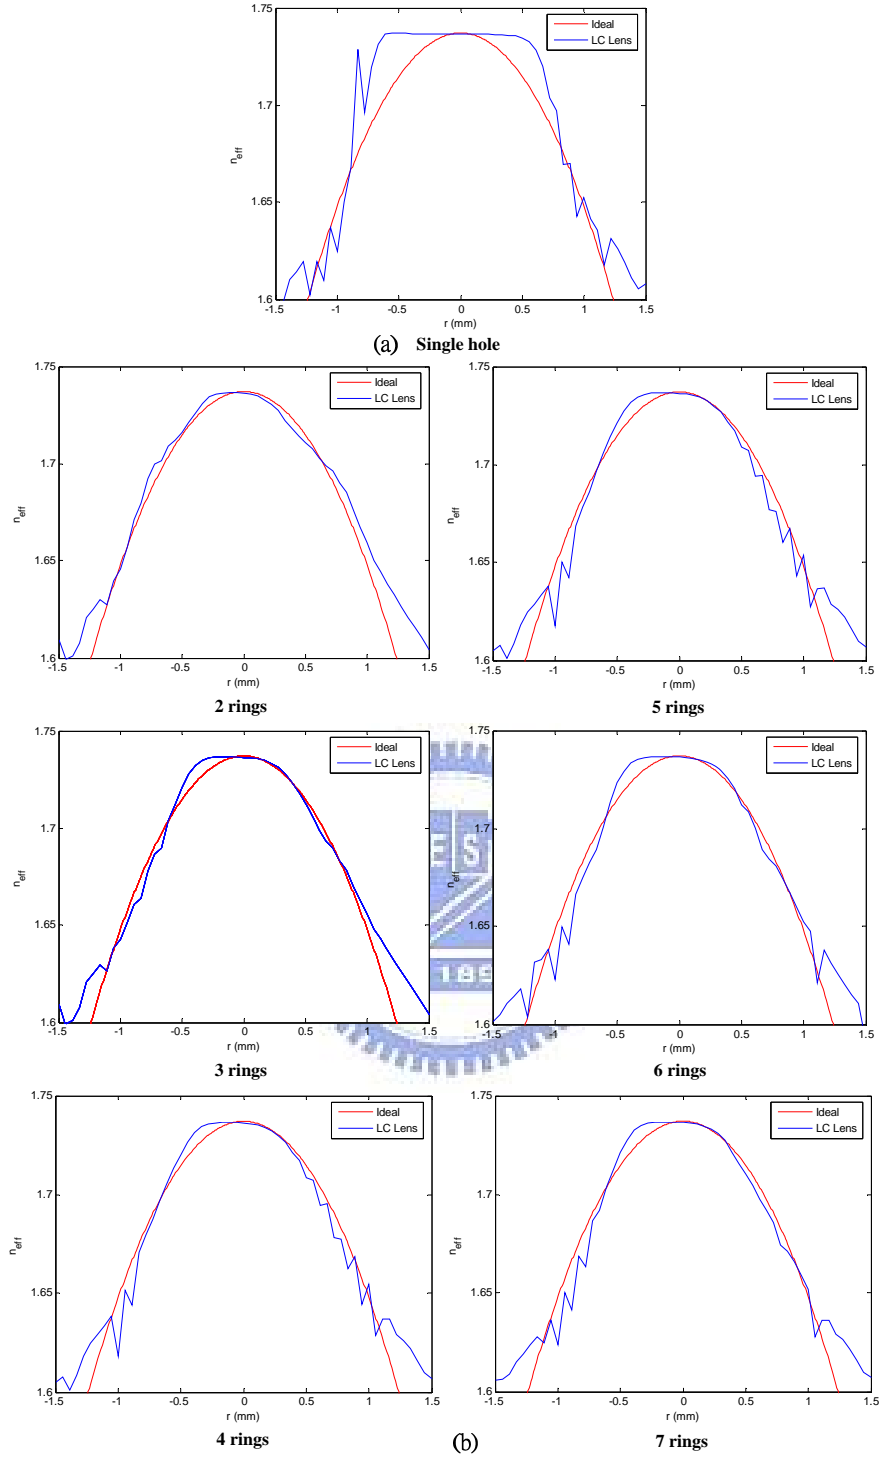 1.75
Ideal
LC Lens
1.7
n_eff
1.65
1.6
-1.5 -1 -0.5 0 0.5 1 1.5
r (mm)
(a) Single hole
1.75
Ideal
LC Lens
1.7
n_eff
1.65
1.6
-1.5 -1 -0.5 0 0.5 1 1.5
r (mm)
2 rings
1.75
Ideal
LC Lens
1.7
n_eff
1.65
1.6
-1.5 -1 -0.5 0 0.5 1 1.5
r (mm)
5 rings
1.75
Ideal
LC Lens
1.7
n_eff
1.65
1.6
-1.5 -1 -0.5 0 0.5 1 1.5
r (mm)
3 rings
1.75
Ideal
LC Lens
1.7
n_eff
1.65
1.6
-1.5 -1 -0.5 0 0.5 1 1.5
r (mm)
6 rings
ES
189
1.75
Ideal
LC Lens
1.7
n_eff
1.65
1.6
-1.5 -1 -0.5 0 0.5 1 1.5
r (mm)
4 rings
1.75
Ideal
LC Lens
1.7
n_eff
1.65
1.6
-1.5 -1 -0.5 0 0.5 1 1.5
r (mm)
7 rings
(b)